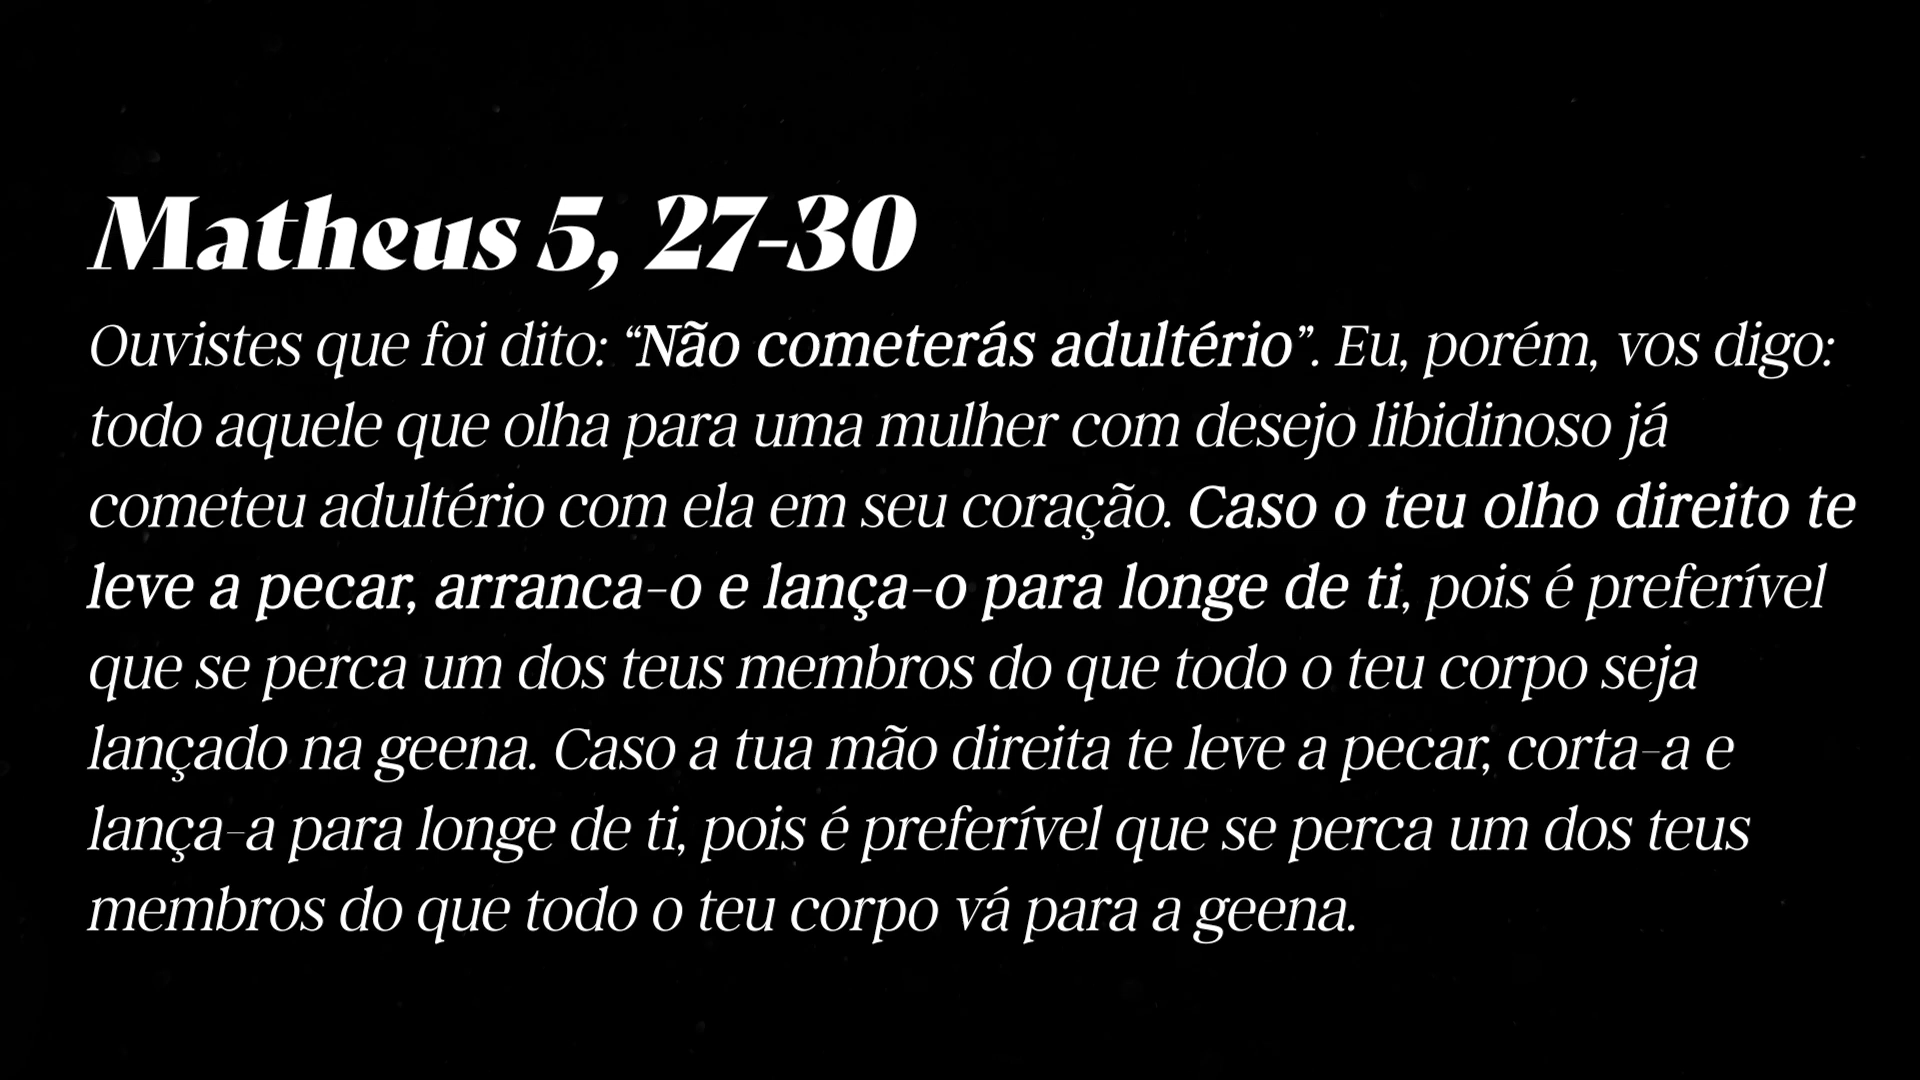 Matheus 5, 27-30
Ouvistes que foi dito: “Não cometerás adultério”. Eu, porém, vos digo:
todo aquele que olha para uma mulher com desejo libidinoso já
cometeu adultério com ela em seu coração. Caso o teu olho direito te
leve a pecar, arranca-o e lança-o para longe de ti, pois é preferível
que se perca um dos teus membros do que todo o teu corpo seja
lançado na geena. Caso a tua mão direita te leve a pecar, corta-a e
lança-a para longe de ti, pois é preferível que se perca um dos teus
membros do que todo o teu corpo vá para a geena.